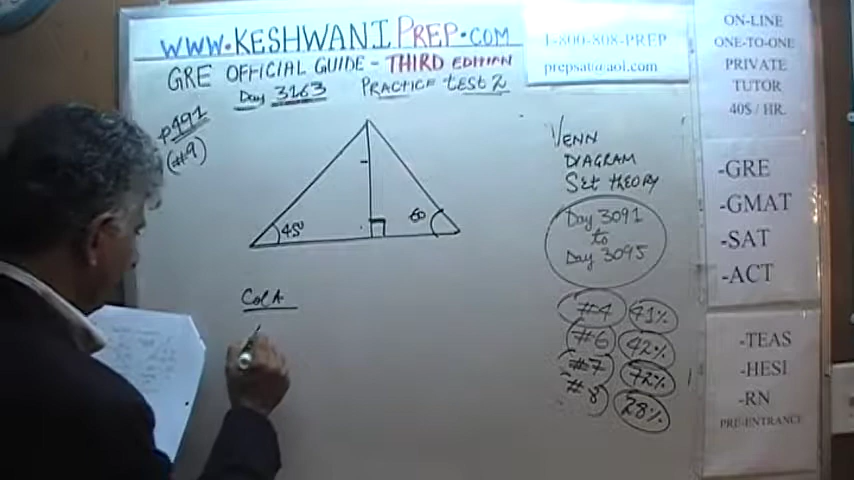 WWW.KESHWANIPREP.COM
GRE OFFICIAL GUIDE - THIRD EDITION
Day 3163 PRACTICE TEST 2
P491
(#9)
45°
60
Col A
1-800-808-PREP
prepsat@aol.com
VENN
DIAGRAM
Set theory
Day 3091
to
Day 3095
#4 41%
#6 42%
#7 72%
#8 28%
ON-LINE
ONE-TO-ONE
PRIVATE
TUTOR
40$ / HR.
-GRE
-GMAT
-SAT
-ACT
-TEAS
-HESI
-RN
PRE-ENTRANCE